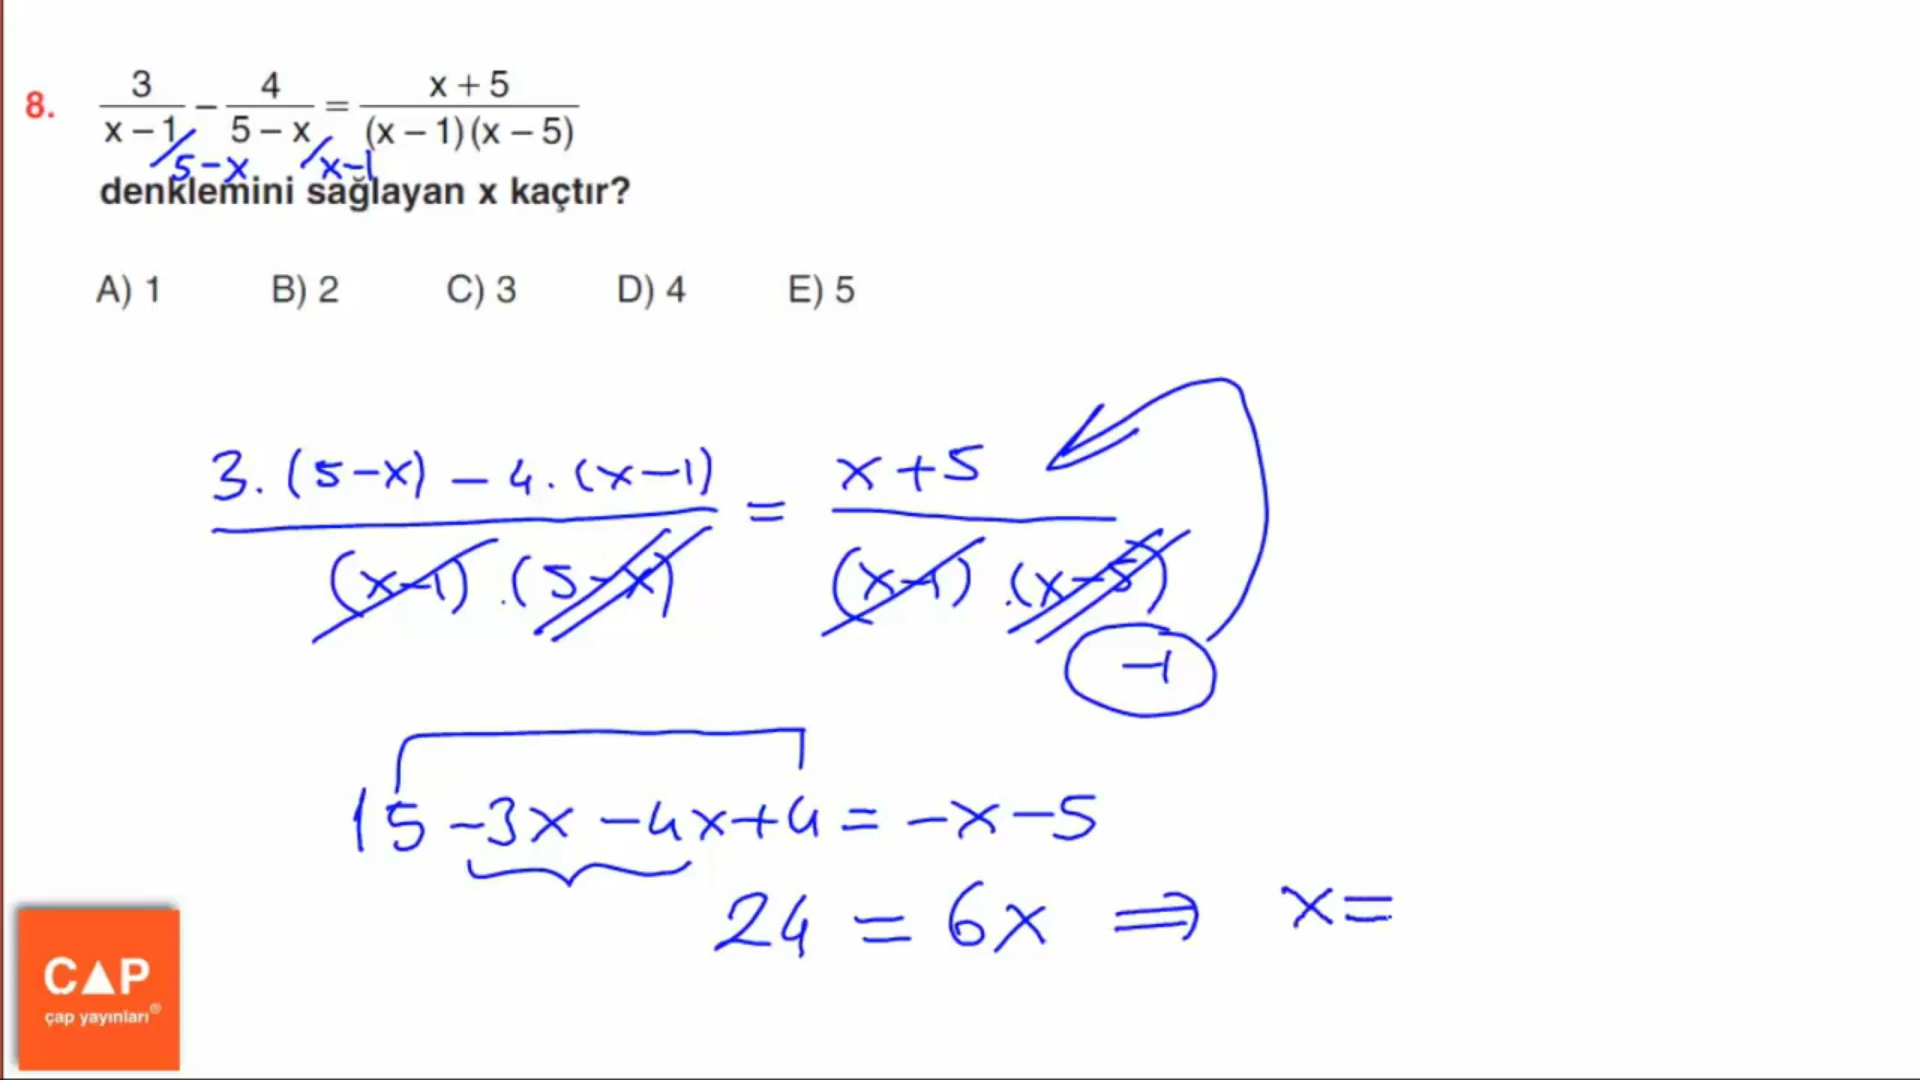 8. 3/(x − 1) − 4/(5 − x) = (x + 5)/((x − 1)(x − 5))
/5−x /x−1
denklemini sağlayan x kaçtır?
A) 1 B) 2 C) 3 D) 4 E) 5
3.(5−x) − 4.(x−1) = x+5
(x−1).(5−x) (x−1).(x−5)
−1
15 −3x −4x+4 = −x−5
24 = 6x ⇒ x=
CAP
çap yayınları®